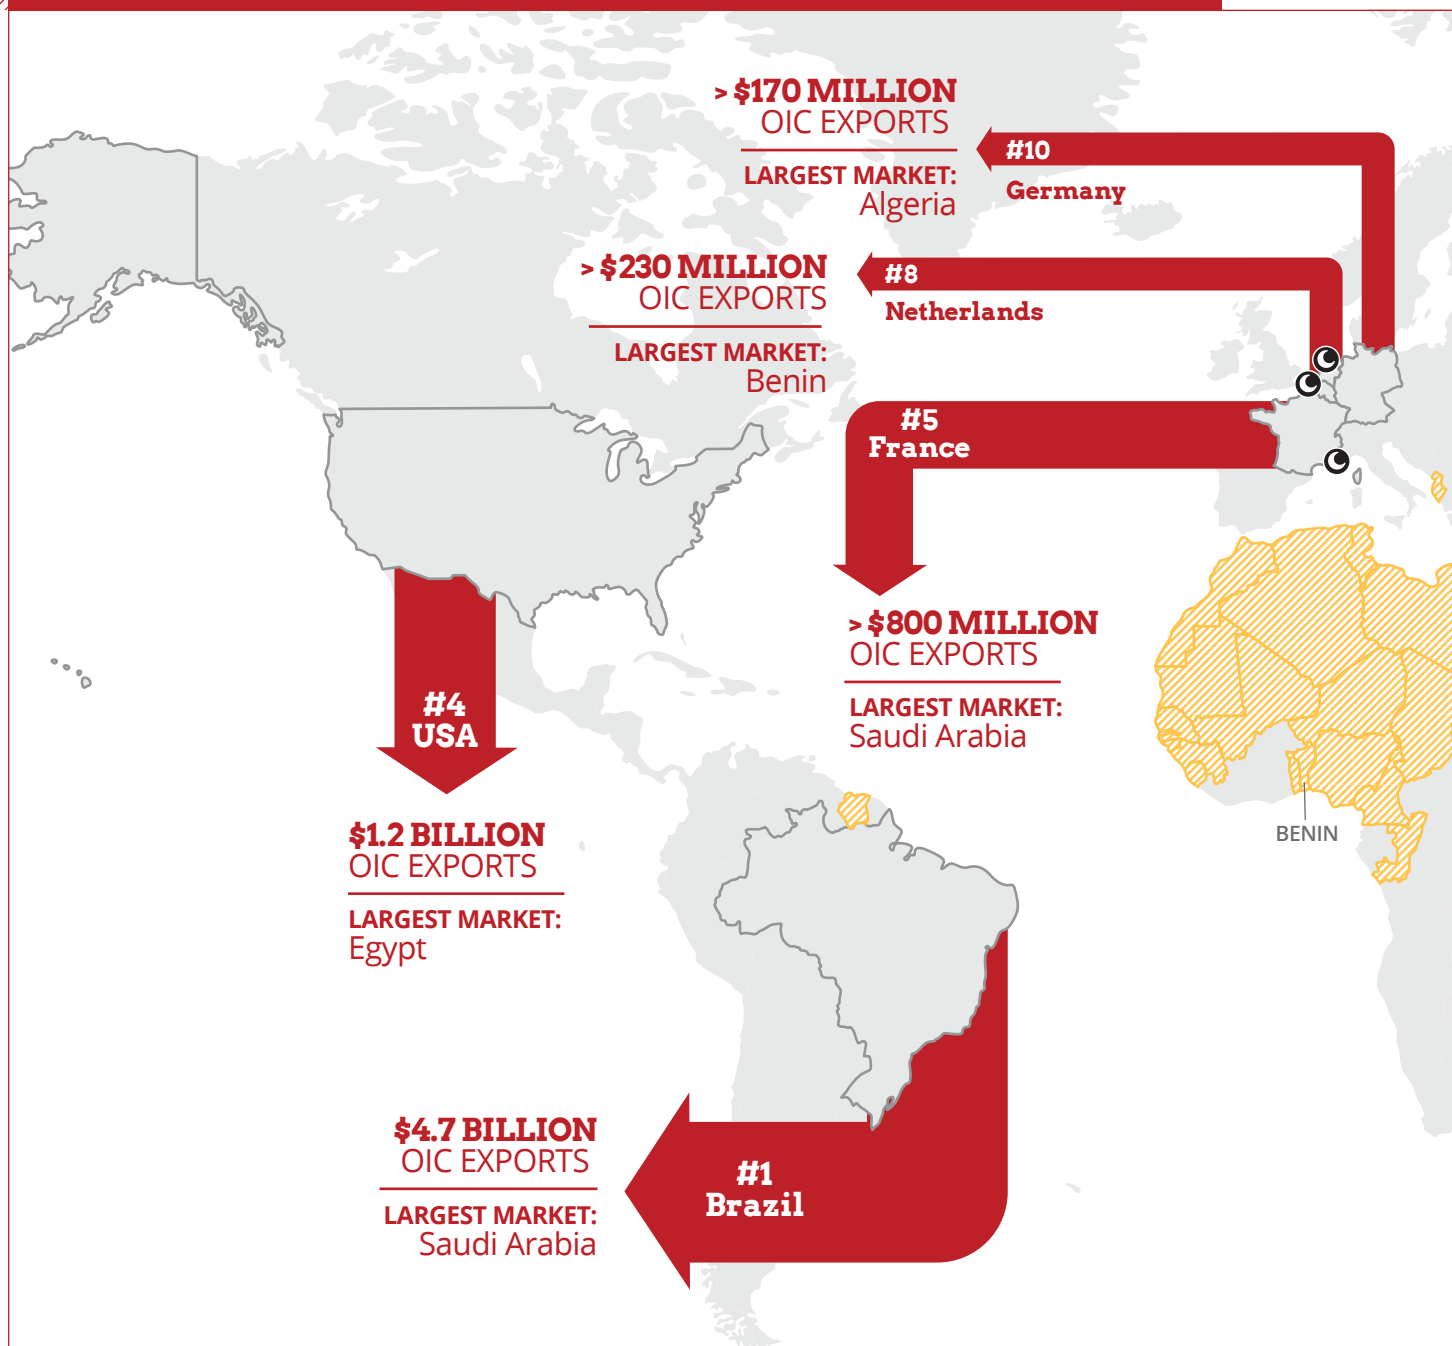 > $170 MILLION
OIC EXPORTS
LARGEST MARKET:
Algeria
#10
Germany
> $230 MILLION
OIC EXPORTS
LARGEST MARKET:
Benin
#8
Netherlands
#5
France
> $800 MILLION
OIC EXPORTS
LARGEST MARKET:
Saudi Arabia
#4
USA
$1.2 BILLION
OIC EXPORTS
LARGEST MARKET:
Egypt
BENIN
$4.7 BILLION
OIC EXPORTS
LARGEST MARKET:
Saudi Arabia
#1
Brazil